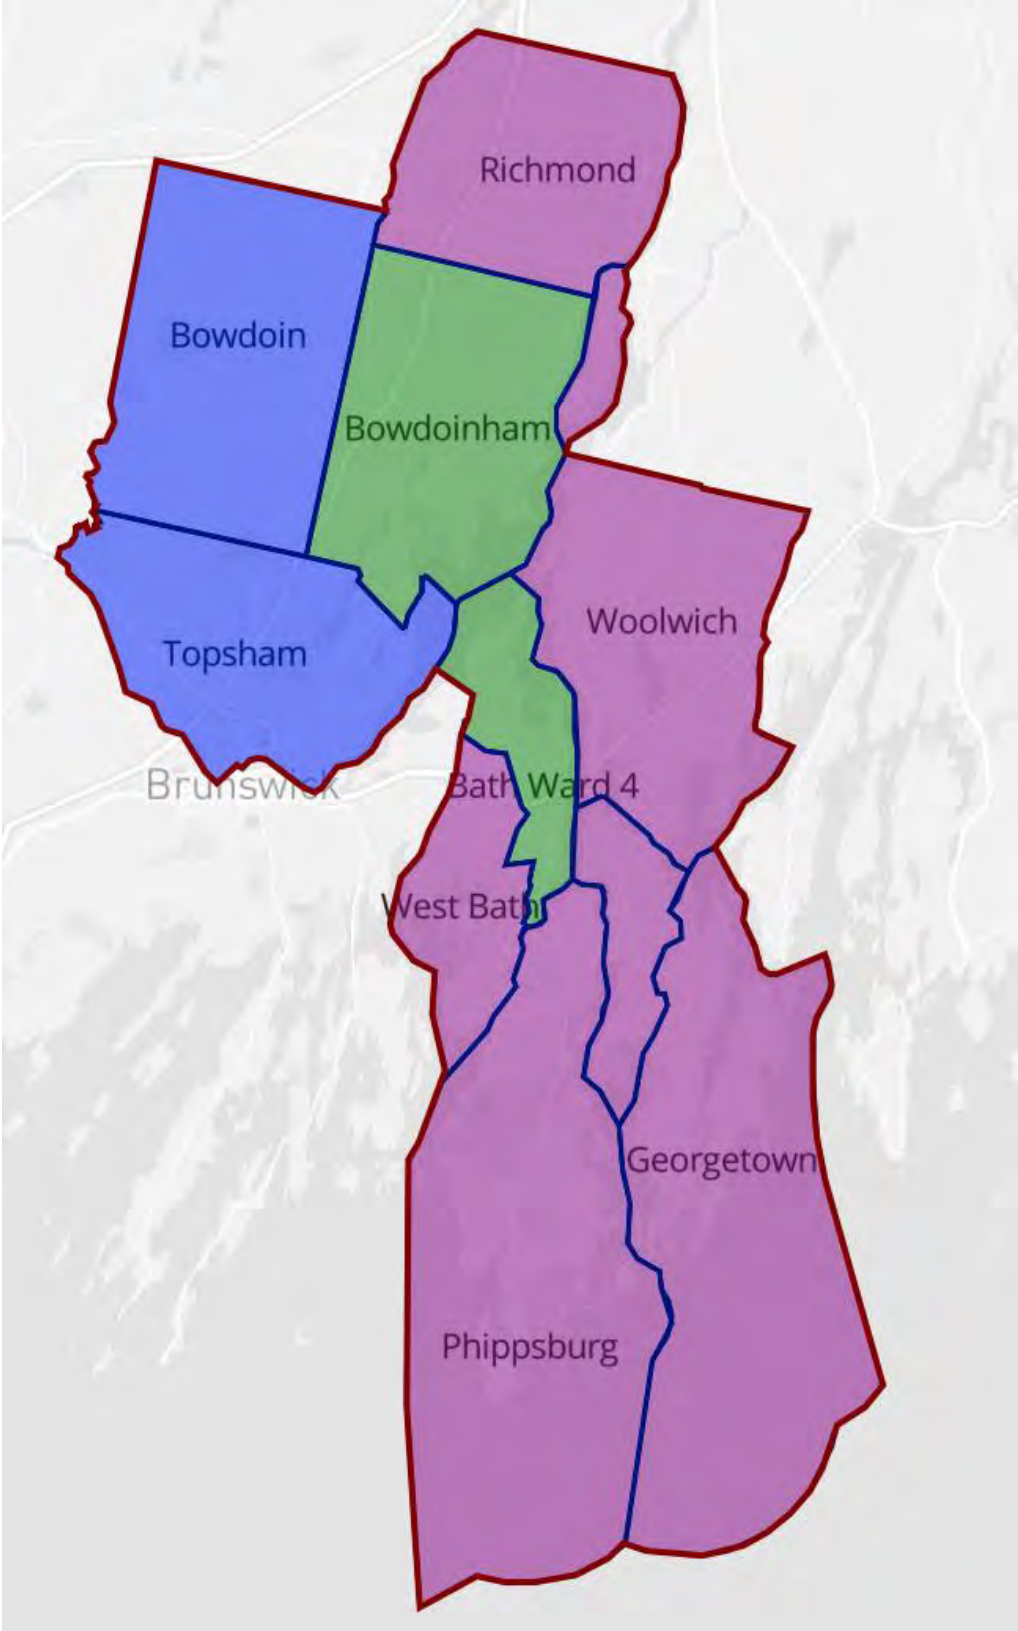 Richmond
Bowdoin
Bowdoinham
Woolwich
Topsham
Brunswick
Bath Ward 4
West Bath
Georgetown
Phippsburg